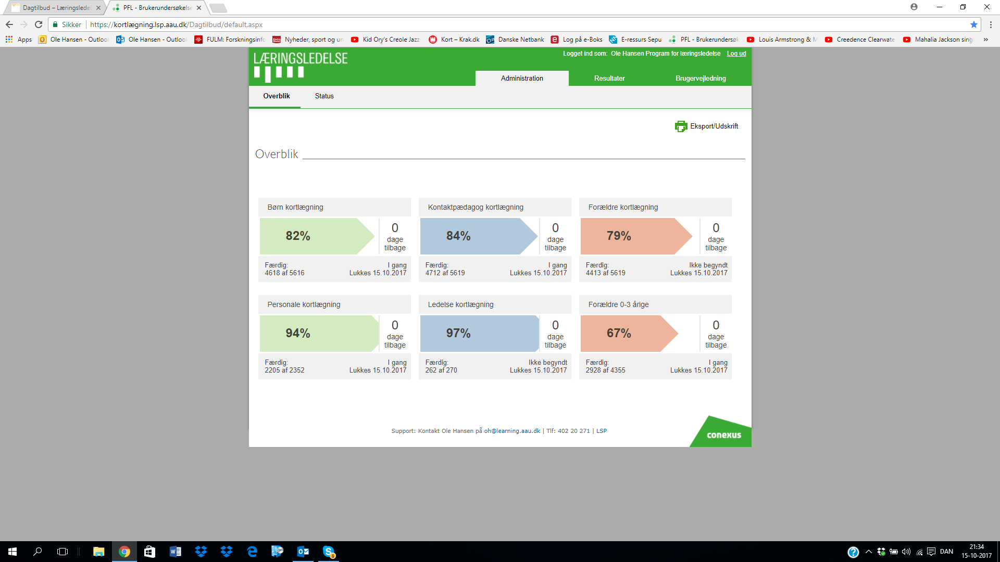 Dagtilbud – Læringslede
PFL - Brukerundersøkelse
Sikker https://kortlægning.lsp.aau.dk/Dagtilbud/default.aspx
Apps Ole Hansen - Outlook Ole Hansen - Outlook FULM: Forskningsinfo Nyheder, sport og un Kid Ory's Creole Jazz Kort – Krak.dk Danske Netbank Log på e-Boks E-ressurs Sepu PFL - Brukerundersøk Louis Armstrong & M Creedence Clearwate Mahalia Jackson sing »
LÆRINGSLEDELSE
Logget ind som: Ole Hansen Program for læringsledelse Log ud
Administration Resultater Brugervejledning
Overblik Status
Eksport/Udskrift
Overblik
Børn kortlægning
82%
0
dage
tilbage
Færdig: I gang
4618 af 5616 Lukkes 15.10.2017
Kontaktpædagog kortlægning
84%
0
dage
tilbage
Færdig: I gang
4712 af 5619 Lukkes 15.10.2017
Forældre kortlægning
79%
0
dage
tilbage
Færdig: Ikke begyndt
4413 af 5619 Lukkes 15.10.2017
Personale kortlægning
94%
0
dage
tilbage
Færdig: I gang
2205 af 2352 Lukkes 15.10.2017
Ledelse kortlægning
97%
0
dage
tilbage
Færdig: Ikke begyndt
262 af 270 Lukkes 15.10.2017
Forældre 0-3 årige
67%
0
dage
tilbage
Færdig: I gang
2928 af 4355 Lukkes 15.10.2017
Support: Kontakt Ole Hansen på oh@learning.aau.dk | Tlf: 402 20 271 | LSP
conexus
DAN
21:34
15-10-2017